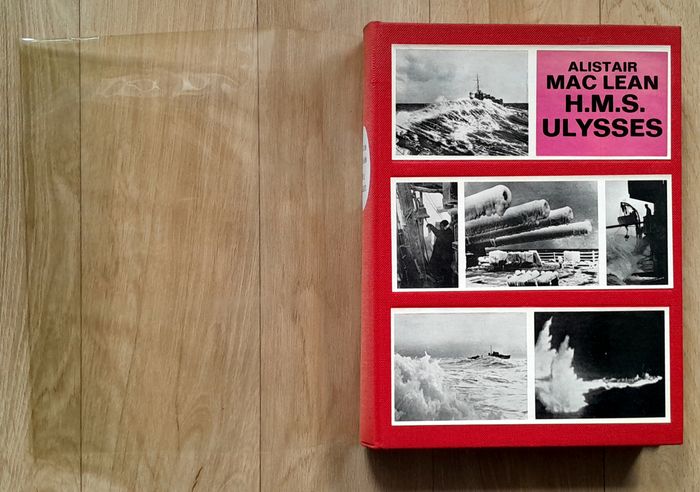 ALISTAIR
MAC LEAN
H.M.S.
ULYSSES